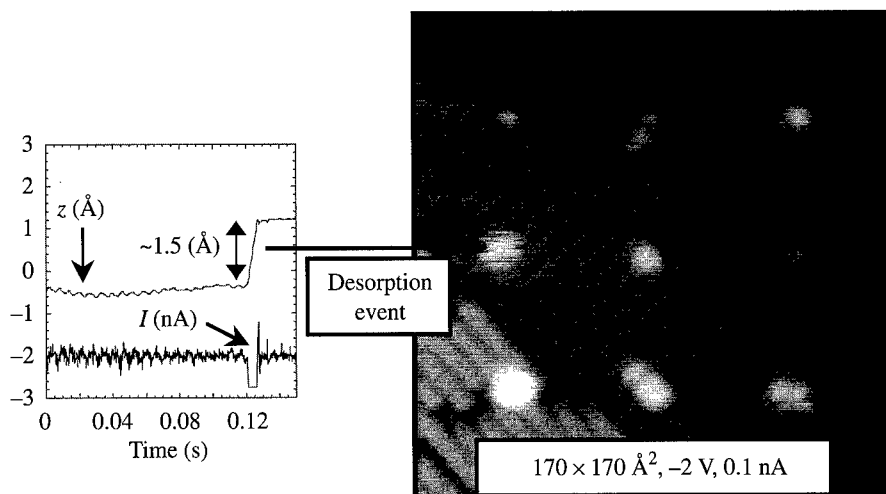 3
2
1
0
−1
−2
−3
z (Å)
~1.5 (Å)
I (nA)
0
0.04
0.08
0.12
Time (s)
Desorption
event
170 × 170 Å², −2 V, 0.1 nA